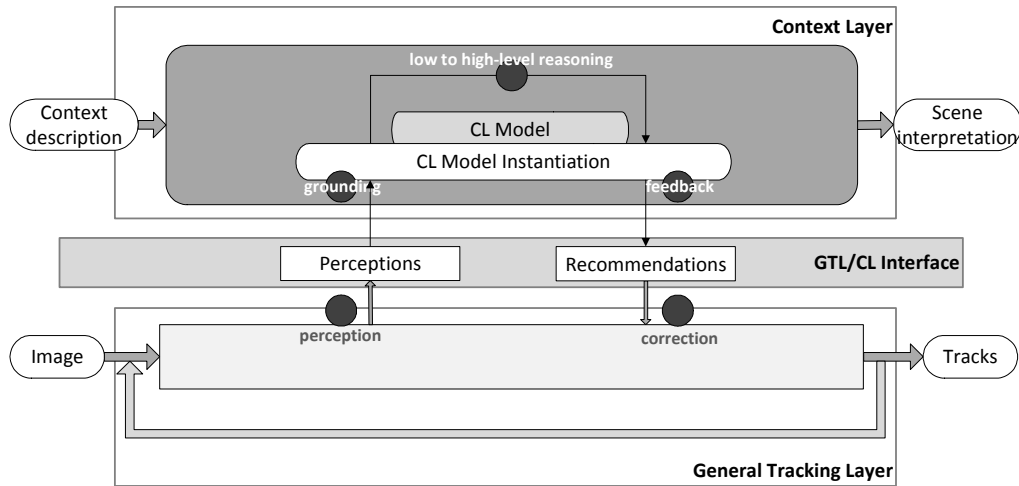 Context Layer
low to high-level reasoning
Context
description
CL Model
Scene
interpretation
CL Model Instantiation
grounding
feedback
Perceptions
Recommendations
GTL/CL Interface
perception
correction
Image
Tracks
General Tracking Layer